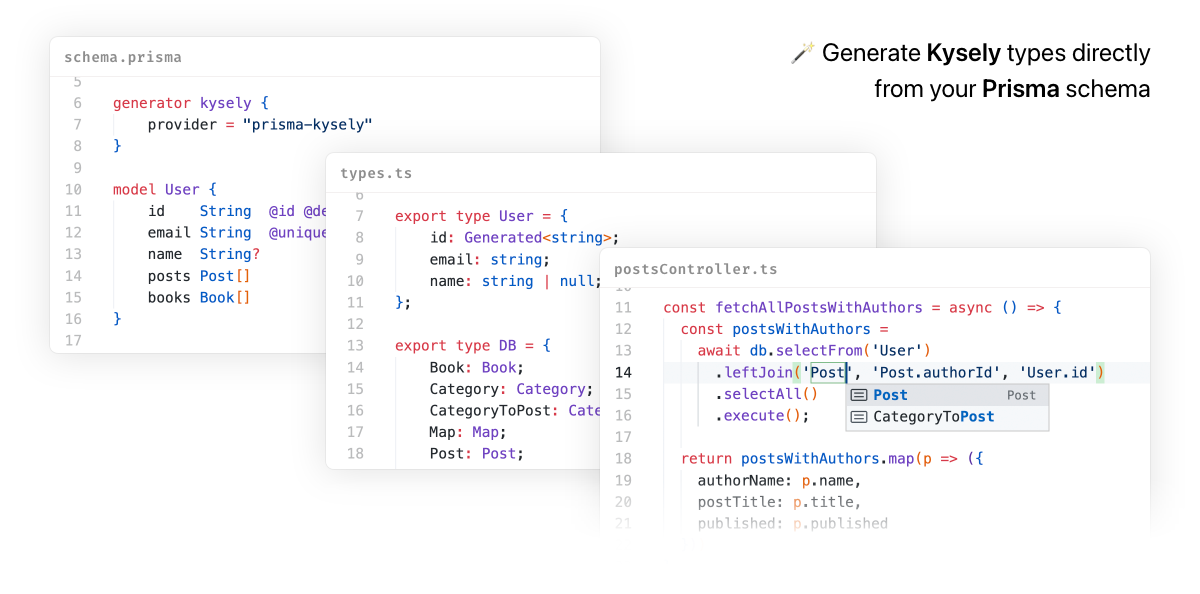 🪄 Generate Kysely types directly
from your Prisma schema
schema.prisma
5
6 generator kysely {
7     provider = "prisma-kysely"
8 }
9
10 model User {
11     id    String  @id @de
12     email String  @unique
13     name  String?
14     posts Post[]
15     books Book[]
16 }
17
types.ts
6
7 export type User = {
8     id: Generated<string>;
9     email: string;
10     name: string | null;
11 };
12
13 export type DB = {
14     Book: Book;
15     Category: Category;
16     CategoryToPost: Cate
17     Map: Map;
18     Post: Post;
postsController.ts
10
11 const fetchAllPostsWithAuthors = async () => {
12   const postsWithAuthors =
13     await db.selectFrom('User')
14       .leftJoin('Post', 'Post.authorId', 'User.id')
15       .selectAll()
Post Post
16       .execute();
CategoryToPost
17
18   return postsWithAuthors.map(p => ({
19     authorName: p.name,
20     postTitle: p.title,
21     published: p.published